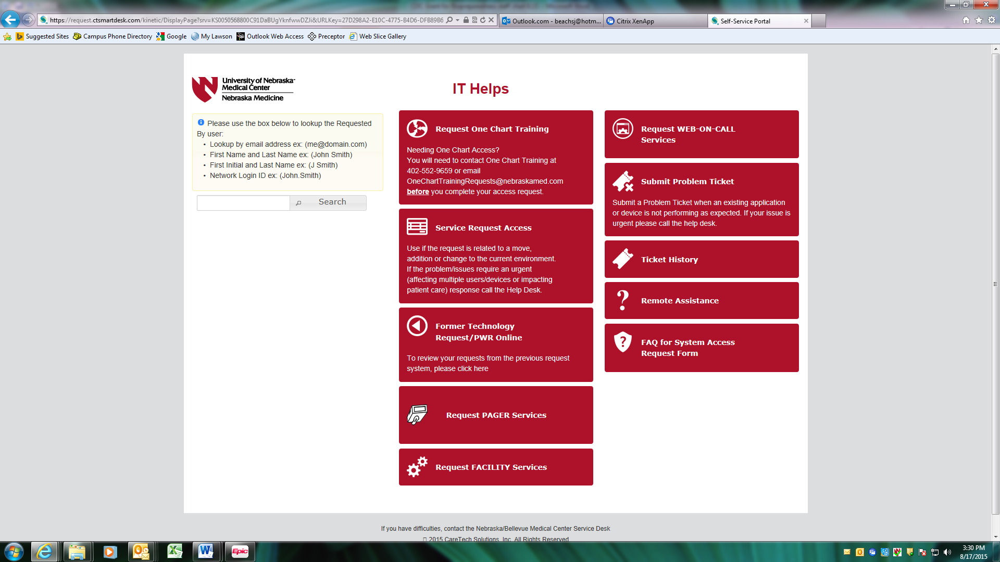 https://request.ctsmartdesk.com/kinetic/DisplayPage?srv=KS0050568800C91DaBUgYknfwwDZJi&URLKey=27D298A2-E10C-4775-B4D6-DFB89B6
Outlook.com - beachsj@hotm...
Citrix XenApp
Self-Service Portal
Suggested Sites Campus Phone Directory Google My Lawson Outlook Web Access Preceptor Web Slice Gallery
University of Nebraska
Medical Center
Nebraska Medicine
IT Helps
Please use the box below to lookup the Requested
By user:
• Lookup by email address ex: (me@domain.com)
• First Name and Last Name ex: (John Smith)
• First Initial and Last Name ex: (J Smith)
• Network Login ID ex: (John.Smith)
Search
Request One Chart Training
Needing One Chart Access?
You will need to contact One Chart Training at
402-552-9659 or email
OneChartTrainingRequests@nebraskamed.com
before you complete your access request.
Service Request Access
Use if the request is related to a move,
addition or change to the current environment.
If the problem/issues require an urgent
(affecting multiple users/devices or impacting
patient care) response call the Help Desk.
Former Technology
Request/PWR Online
To review your requests from the previous request
system, please click here
Request PAGER Services
Request FACILITY Services
Request WEB-ON-CALL
Services
Submit Problem Ticket
Submit a Problem Ticket when an existing application
or device is not performing as expected. If your issue is
urgent please call the help desk.
Ticket History
Remote Assistance
FAQ for System Access
Request Form
If you have difficulties, contact the Nebraska/Bellevue Medical Center Service Desk
2015 CareTech Solutions, Inc. All Rights Reserved
Epic
3:30 PM
8/17/2015